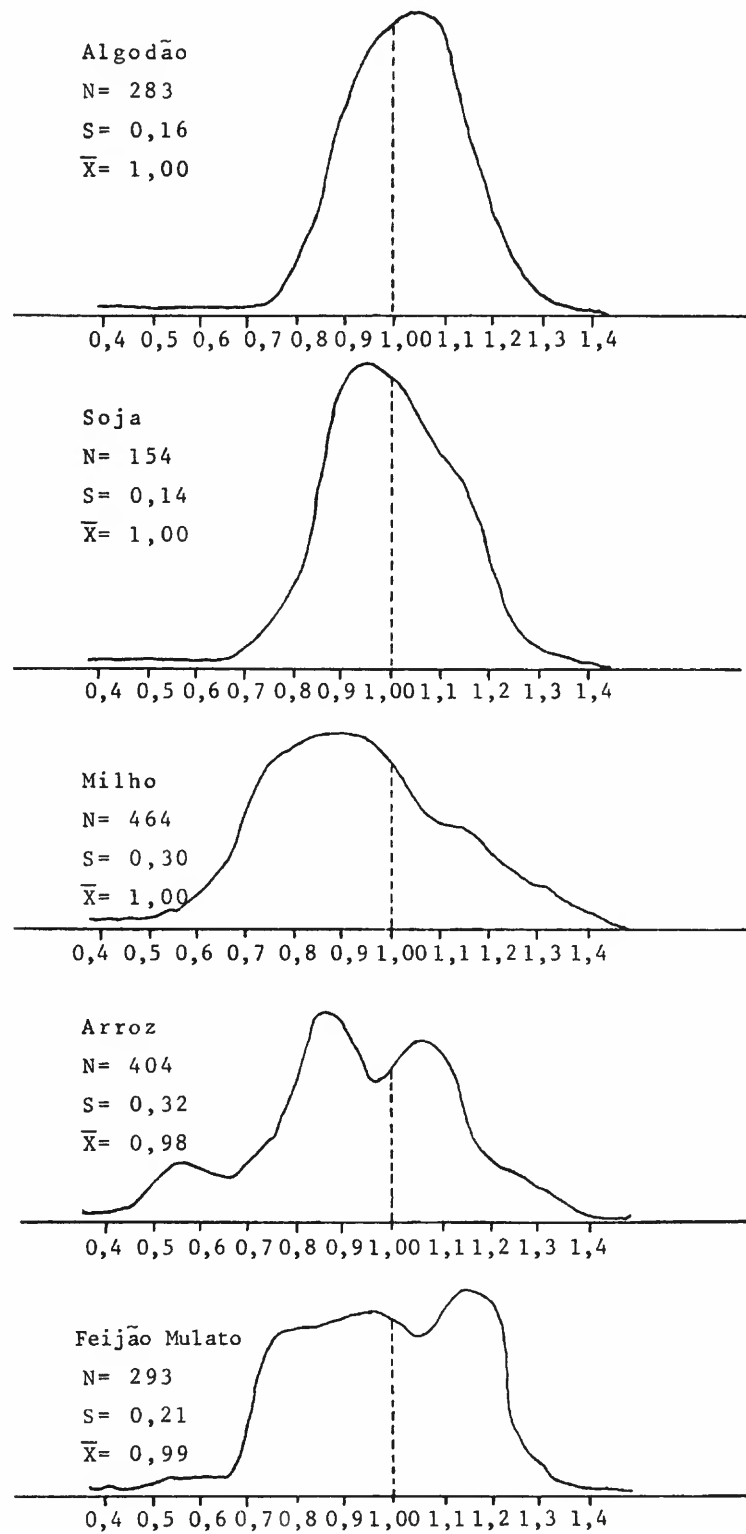 Algodão
N= 283
S= 0,16
X̅= 1,00
0,4 0,5 0,6 0,7 0,8 0,9 1,00 1,1 1,2 1,3 1,4
Soja
N= 154
S= 0,14
X̅= 1,00
0,4 0,5 0,6 0,7 0,8 0,9 1,00 1,1 1,2 1,3 1,4
Milho
N= 464
S= 0,30
X̅= 1,00
0,4 0,5 0,6 0,7 0,8 0,9 1,00 1,1 1,2 1,3 1,4
Arroz
N= 404
S= 0,32
X̅= 0,98
0,4 0,5 0,6 0,7 0,8 0,9 1,00 1,1 1,2 1,3 1,4
Feijão Mulato
N= 293
S= 0,21
X̅= 0,99
0,4 0,5 0,6 0,7 0,8 0,9 1,00 1,1 1,2 1,3 1,4